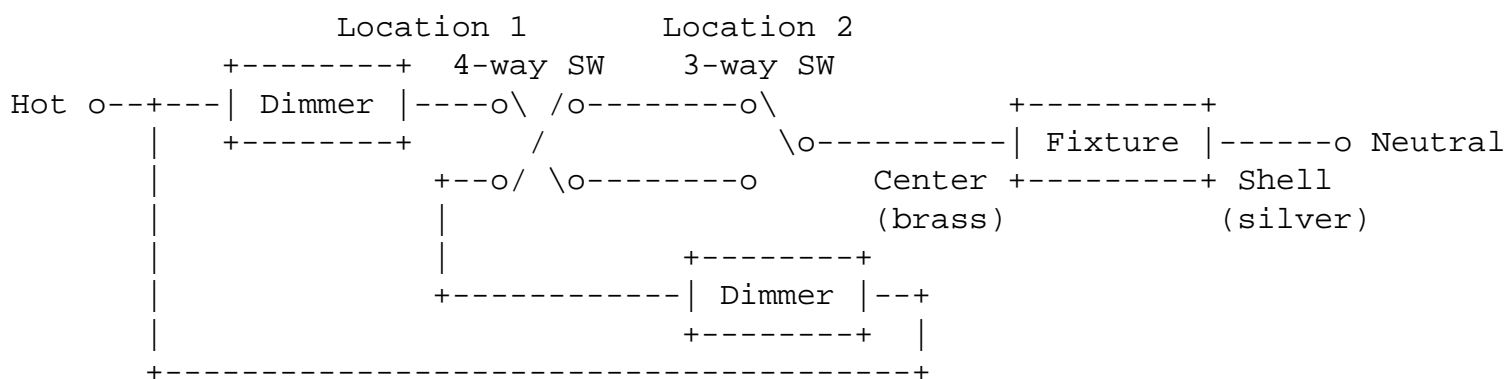 Location 1 Location 2
4-way SW 3-way SW
Hot o--+---| Dimmer |----o\ /o--------o\ +---------+
\o----------| Fixture |------o Neutral
+--o/ \o--------o Center +---------+ Shell
(brass) (silver)
+------------| Dimmer |--+